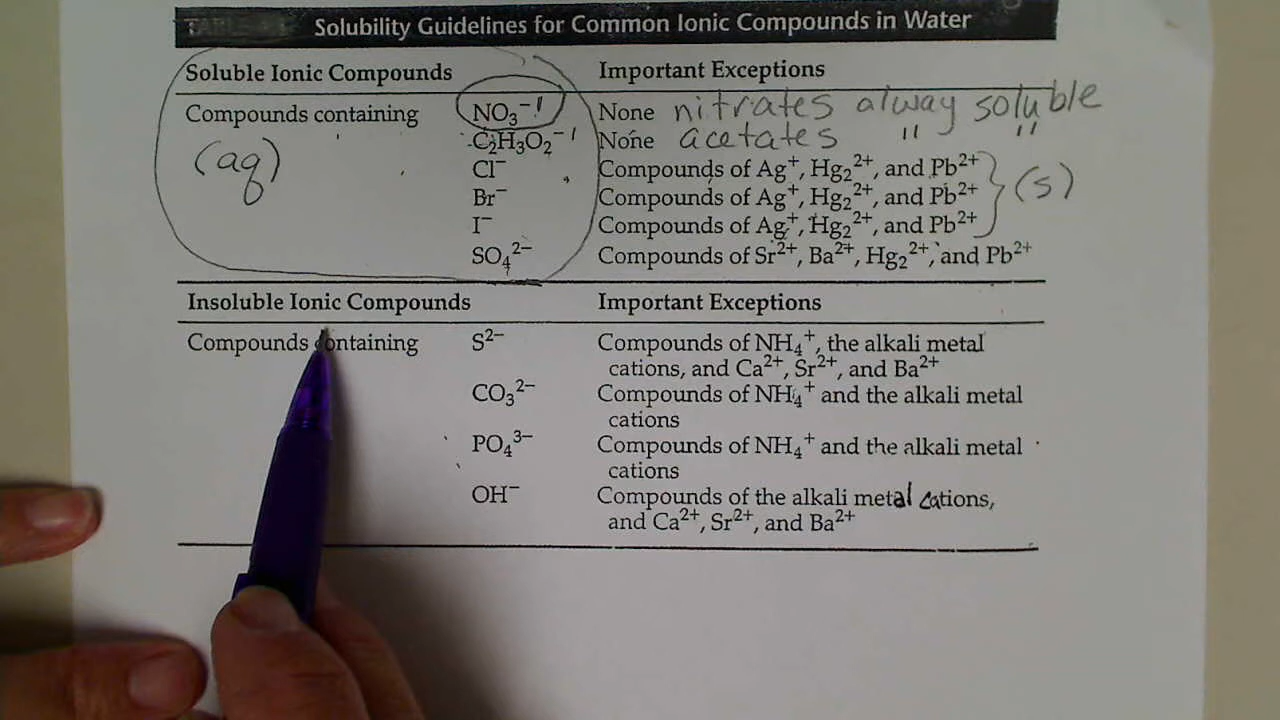 Solubility Guidelines for Common Ionic Compounds in Water
Soluble Ionic Compounds Important Exceptions
Compounds containing NO₃⁻¹ None nitrates alway soluble
C₂H₃O₂⁻¹ None acetates " "
(aq) Cl⁻ Compounds of Ag⁺, Hg₂²⁺, and Pb²⁺
Br⁻ Compounds of Ag⁺, Hg₂²⁺, and Pb²⁺ (s)
I⁻ Compounds of Ag⁺, Hg₂²⁺, and Pb²⁺
SO₄²⁻ Compounds of Sr²⁺, Ba²⁺, Hg₂²⁺, and Pb²⁺
Insoluble Ionic Compounds Important Exceptions
Compounds containing S²⁻ Compounds of NH₄⁺, the alkali metal
cations, and Ca²⁺, Sr²⁺, and Ba²⁺
CO₃²⁻ Compounds of NH₄⁺ and the alkali metal
cations
PO₄³⁻ Compounds of NH₄⁺ and the alkali metal
cations
OH⁻ Compounds of the alkali metal cations,
and Ca²⁺, Sr²⁺, and Ba²⁺